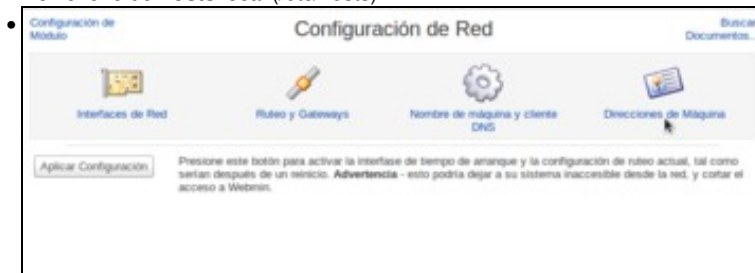 Configuración de
Módulo
Configuración de Red
Buscar
Documentos..
Interfaces de Red
Ruteo y Gateways
Nombre de máquina y cliente
DNS
Direcciones de Máquina
Aplicar Configuración
Presione este botón para activar la interfase de tiempo de arranque y la configuración de ruteo actual, tal como
serían después de un reinicio. Advertencia - esto podría dejar a su sistema inaccesible desde la red, y cortar el
acceso a Webmin.